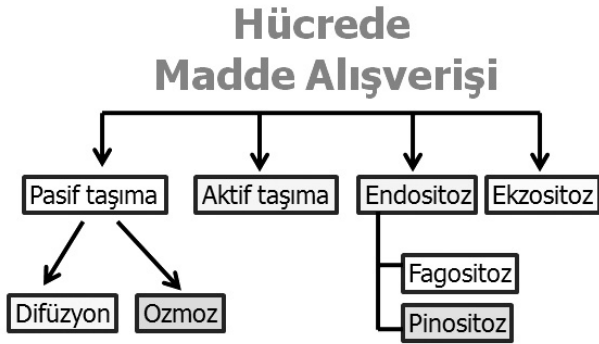 Hücrede
Madde Alışverişi
Pasif taşıma
Aktif taşıma
Endositoz
Ekzositoz
Difüzyon
Ozmoz
Fagositoz
Pinositoz